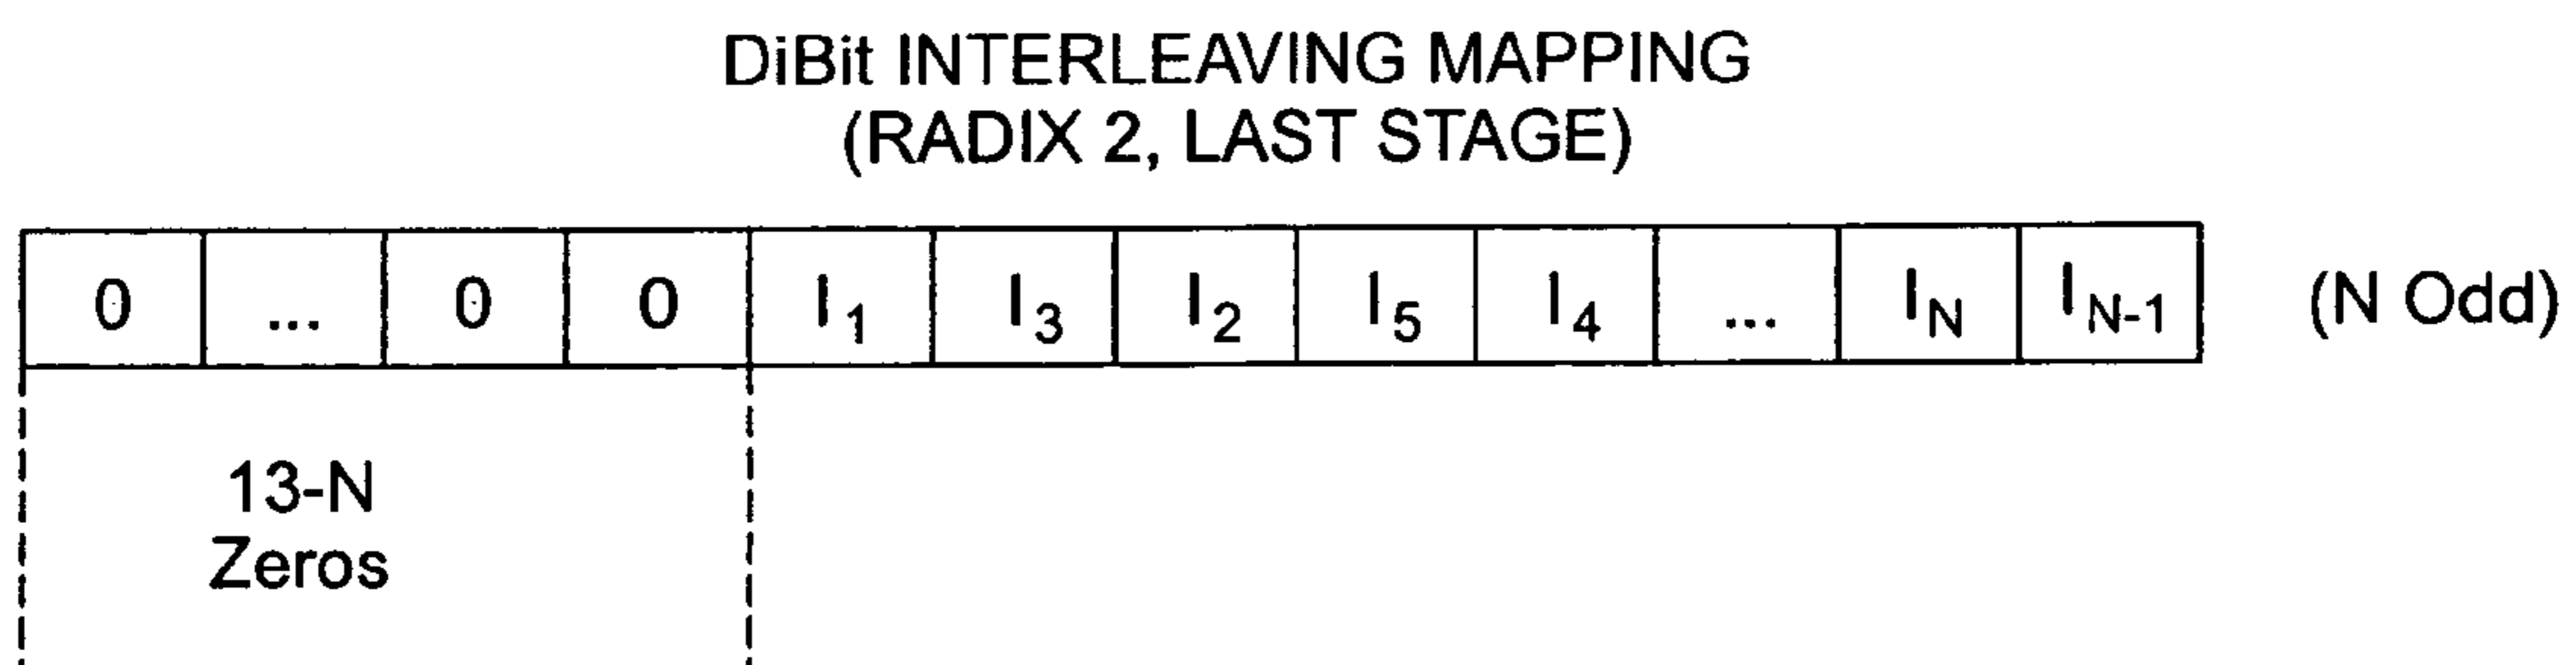 DiBit INTERLEAVING MAPPING
(RADIX 2, LAST STAGE)
0 ... 0 0 I1 I3 I2 I5 I4 ... IN IN-1 (N Odd)
13-N
Zeros